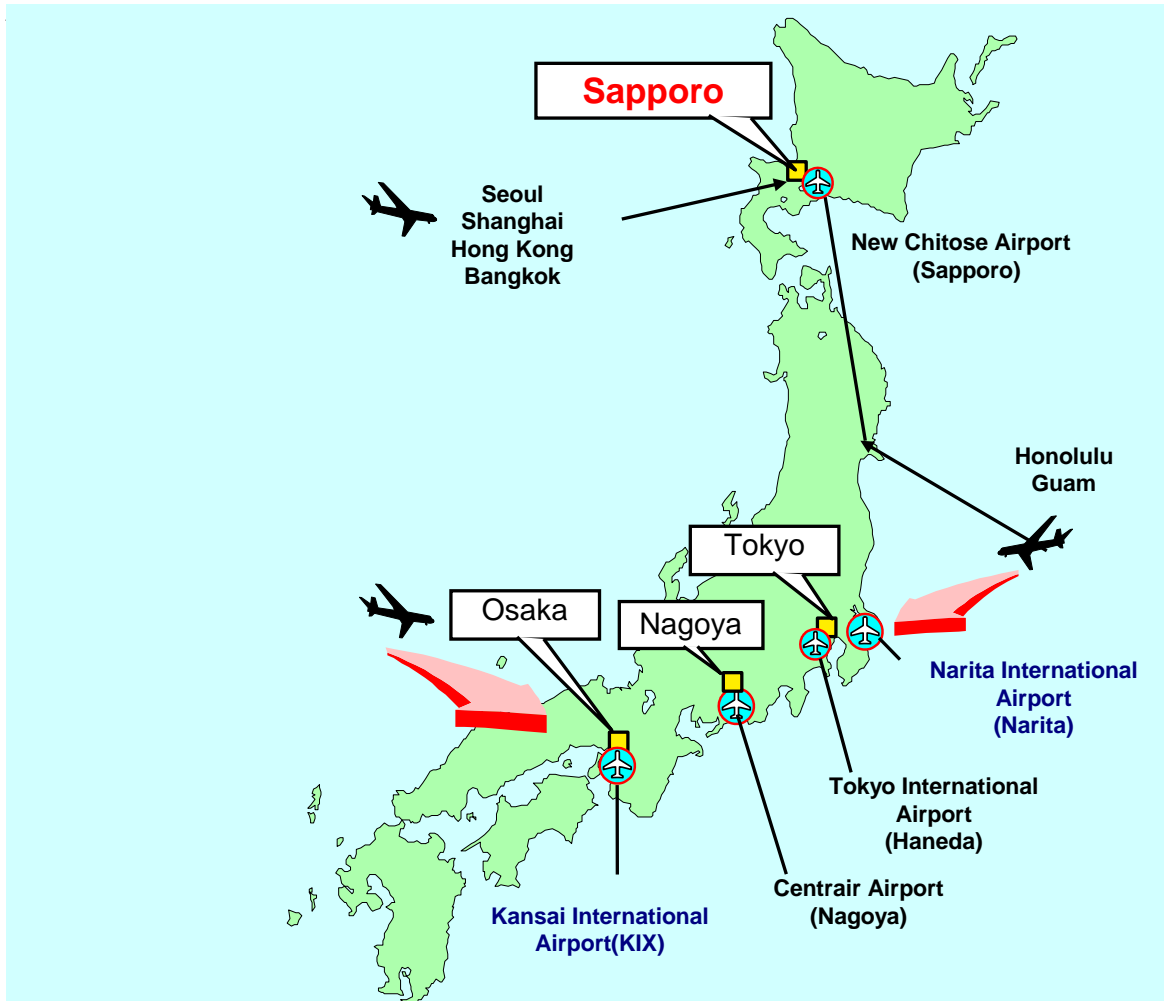 Sapporo
Seoul
Shanghai
Hong Kong
Bangkok
New Chitose Airport
(Sapporo)
Honolulu
Guam
Tokyo
Osaka
Nagoya
Narita International
Airport
(Narita)
Tokyo International
Airport
(Haneda)
Centrair Airport
(Nagoya)
Kansai International
Airport(KIX)